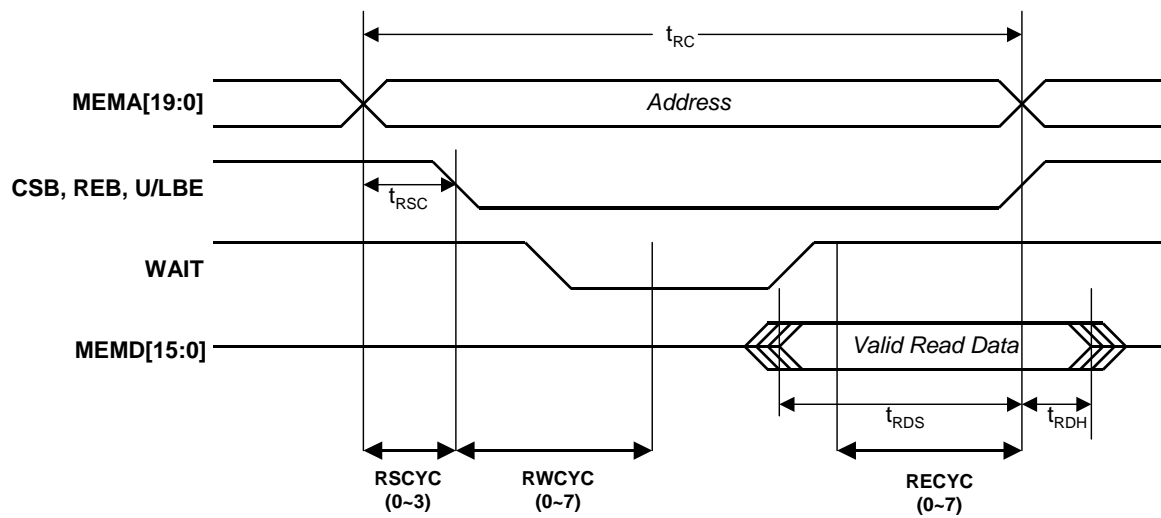 tRC
MEMA[19:0]
Address
CSB, REB, U/LBE
tRSC
WAIT
MEMD[15:0]
Valid Read Data
tRDS
tRDH
RSCYC
(0~3)
RWCYC
(0~7)
RECYC
(0~7)